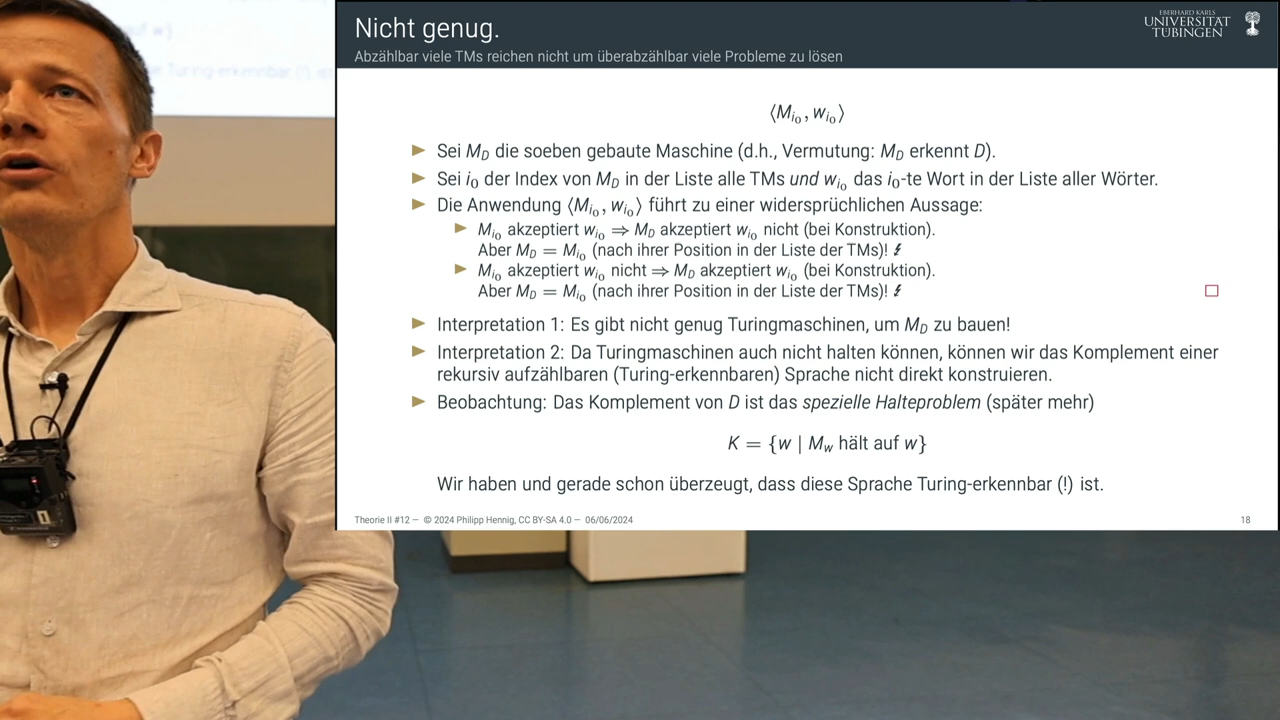 Nicht genug.
Abzählbar viele TMs reichen nicht um überabzählbar viele Probleme zu lösen
EBERHARD KARLS
UNIVERSITÄT
TÜBINGEN
⟨M_{i_0}, w_{i_0}⟩
Sei M_D die soeben gebaute Maschine (d.h., Vermutung: M_D erkennt D).
Sei i_0 der Index von M_D in der Liste alle TMs und w_{i_0} das i_0-te Wort in der Liste aller Wörter.
Die Anwendung ⟨M_{i_0}, w_{i_0}⟩ führt zu einer widersprüchlichen Aussage:
M_{i_0} akzeptiert w_{i_0} ⇒ M_D akzeptiert w_{i_0} nicht (bei Konstruktion).
Aber M_D = M_{i_0} (nach ihrer Position in der Liste der TMs)! ↯
M_{i_0} akzeptiert w_{i_0} nicht ⇒ M_D akzeptiert w_{i_0} (bei Konstruktion).
Aber M_D = M_{i_0} (nach ihrer Position in der Liste der TMs)! ↯ □
Interpretation 1: Es gibt nicht genug Turingmaschinen, um M_D zu bauen!
Interpretation 2: Da Turingmaschinen auch nicht halten können, können wir das Komplement einer
rekursiv aufzählbaren (Turing-erkennbaren) Sprache nicht direkt konstruieren.
Beobachtung: Das Komplement von D ist das spezielle Halteproblem (später mehr)
K = {w | M_w hält auf w}
Wir haben und gerade schon überzeugt, dass diese Sprache Turing-erkennbar (!) ist.
Theorie II #12 — © 2024 Philipp Hennig, CC BY-SA 4.0 — 06/06/2024
18